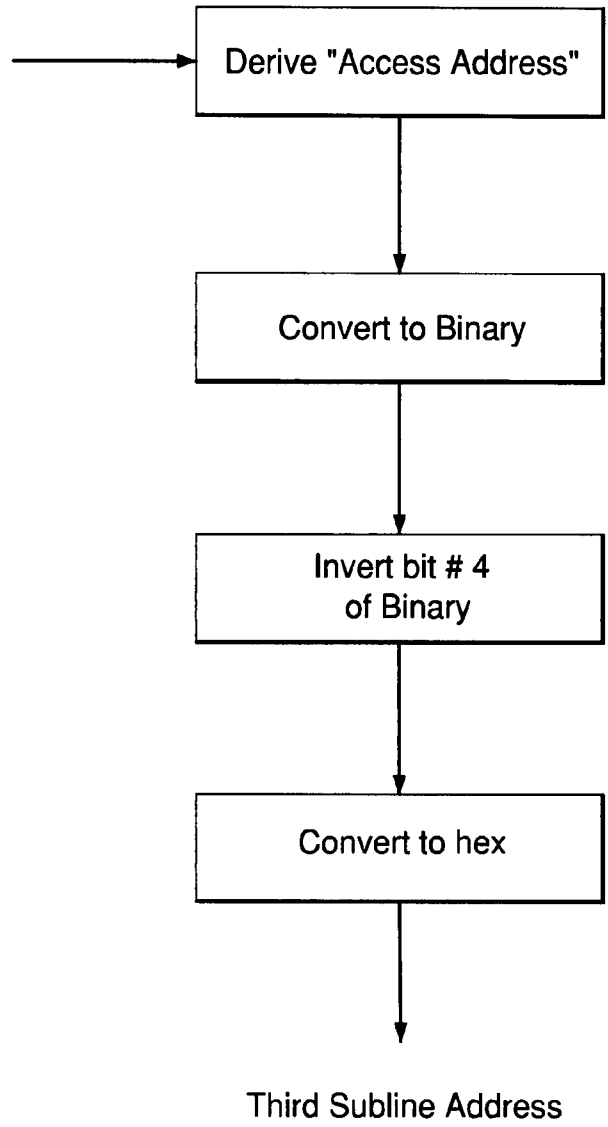 Derive "Access Address"
Convert to Binary
Invert bit # 4
of Binary
Convert to hex
Third Subline Address